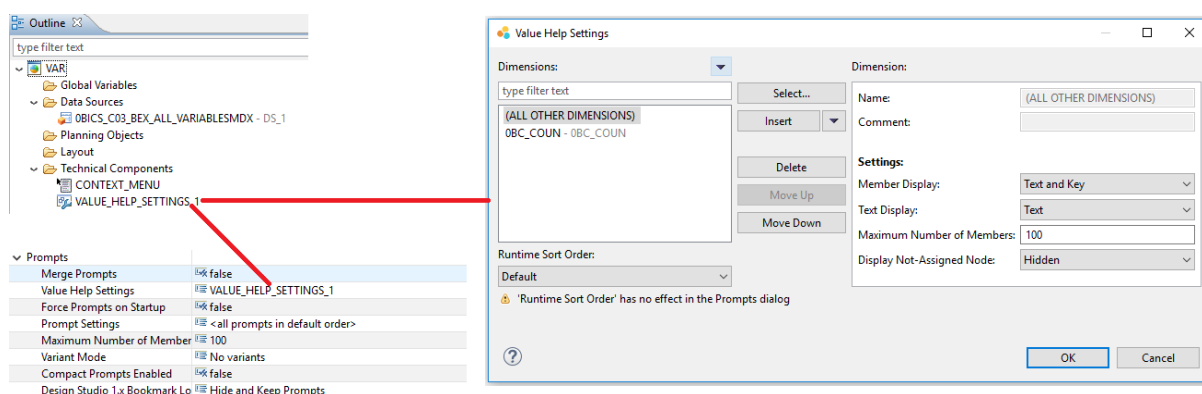 Outline
type filter text
VAR
Global Variables
Data Sources
0BICS_C03_BEX_ALL_VARIABLESMDX - DS_1
Planning Objects
Layout
Technical Components
CONTEXT_MENU
VALUE_HELP_SETTINGS_1
Prompts
Merge Prompts false
Value Help Settings VALUE_HELP_SETTINGS_1
Force Prompts on Startup false
Prompt Settings <all prompts in default order>
Maximum Number of Member 100
Variant Mode No variants
Compact Prompts Enabled false
Design Studio 1.x Bookmark Lo Hide and Keep Prompts
Value Help Settings
Dimensions:
type filter text
(ALL OTHER DIMENSIONS)
0BC_COUN - 0BC_COUN
Select...
Insert
Delete
Move Up
Move Down
Runtime Sort Order:
Default
'Runtime Sort Order' has no effect in the Prompts dialog
Dimension:
Name: (ALL OTHER DIMENSIONS)
Comment:
Settings:
Member Display: Text and Key
Text Display: Text
Maximum Number of Members: 100
Display Not-Assigned Node: Hidden
?
OK Cancel